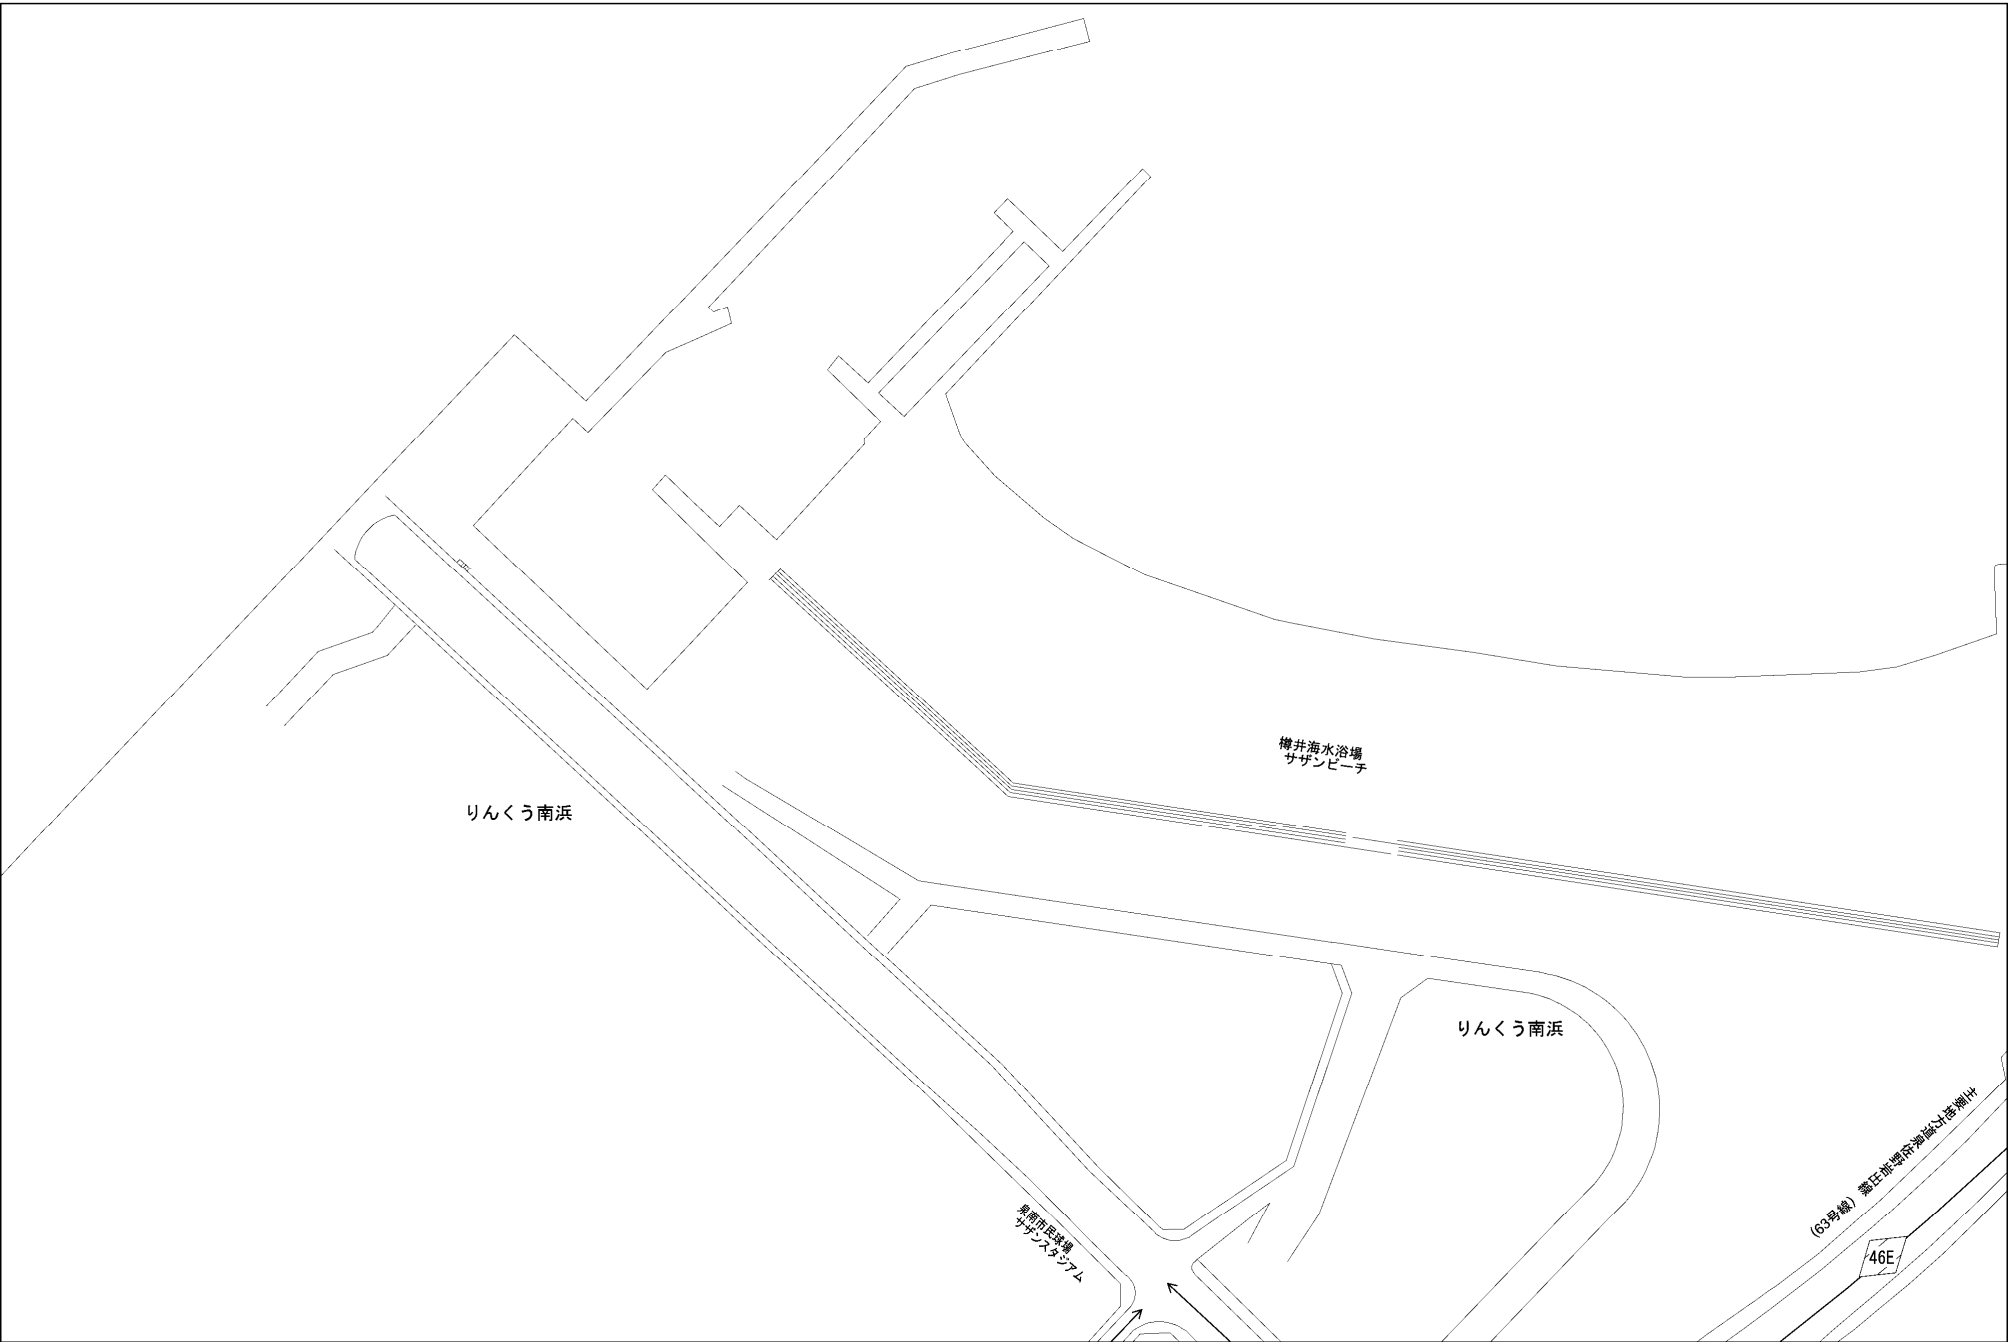 樽井海水浴場
サザンビーチ
りんくう南浜
りんくう南浜
主要地方道泉佐野岩出線（63号線）
泉南市民球場
サザンスタジアム
46E